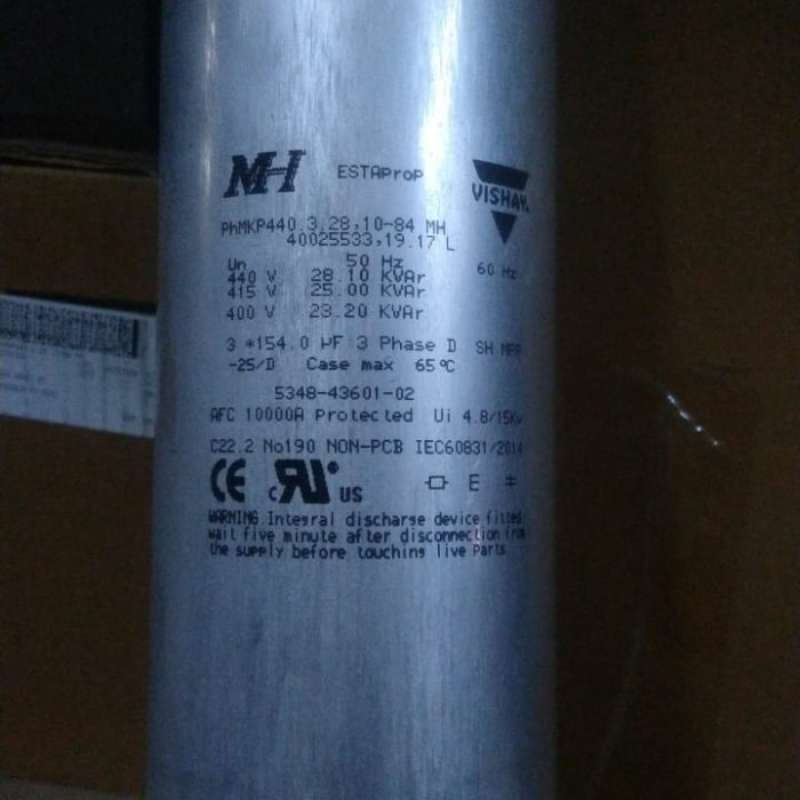 MH ESTAProP VISHAY
PhMKP440.3.28,10-84 MH
40025533,19.17 L
Un 50 Hz 60 Hz
440 V 28.10 KVAr
415 V 25.00 KVAr
400 V 23.20 KVAr
3 *154.0 µF 3 Phase D SH MPP
-25/D Case max 65°C
5348-43601-02
AFC 10000A Protected Ui 4.8/15Kv
C22.2 No190 NON-PCB IEC60831/2014
CE c RU US E
WARNING Integral discharge device fitted
wait five minute after disconnection from
the supply before touching live Parts